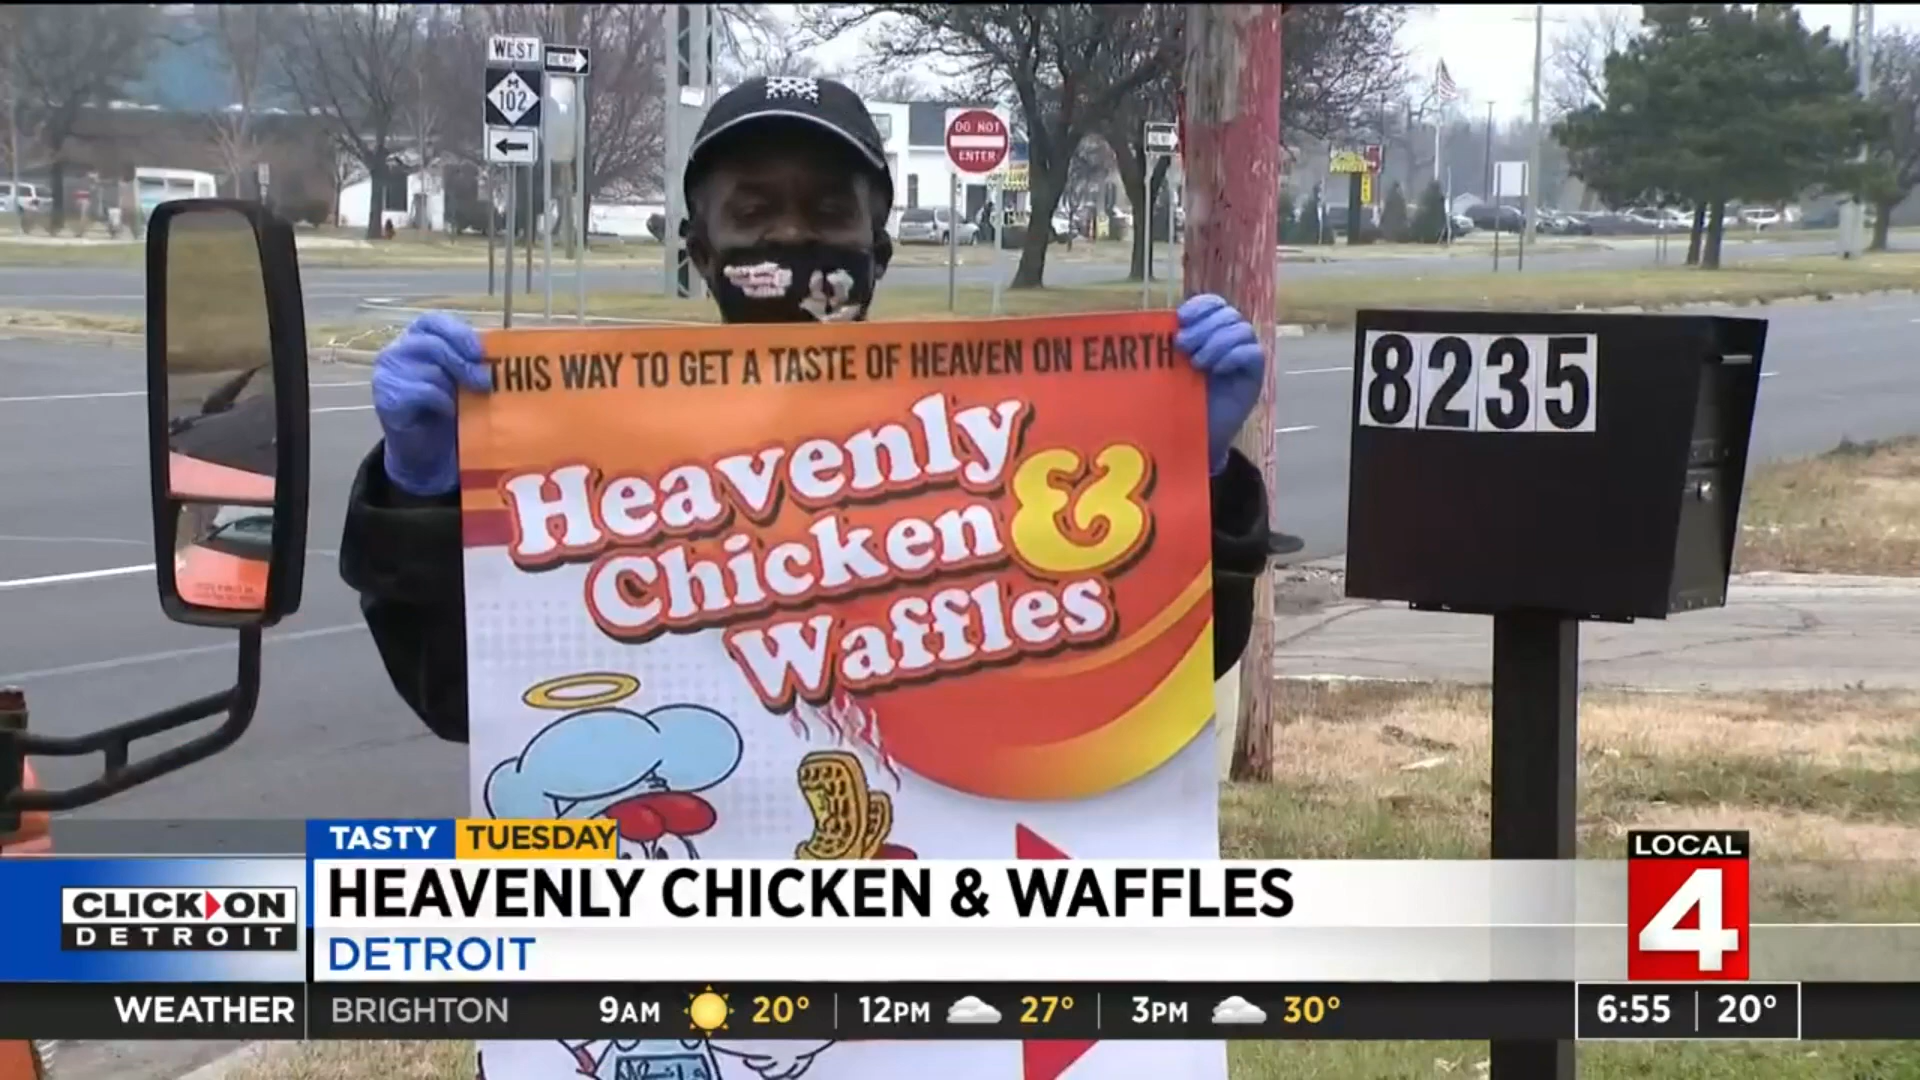 WEST
M
102
DO NOT
ENTER
8235
THIS WAY TO GET A TASTE OF HEAVEN ON EARTH
Heavenly
Chicken &
Waffles
TASTY TUESDAY
HEAVENLY CHICKEN & WAFFLES
DETROIT
CLICK ON
DETROIT
LOCAL
4
WEATHER BRIGHTON 9AM 20° 12PM 27° 3PM 30° 6:55 20°